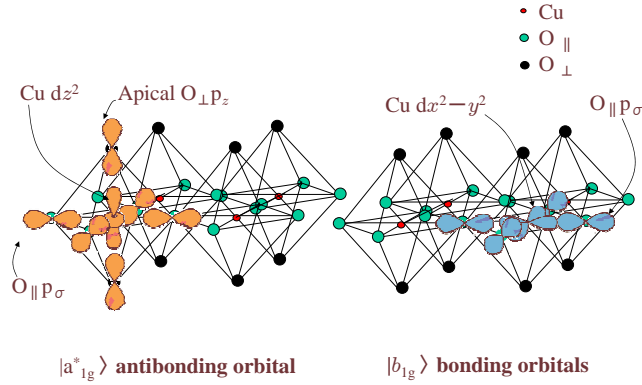 Cu
O∥
O⊥
Cu dz² Apical O⊥pz
Cu dx²−y²
O∥pσ
O∥pσ
|a*1g⟩ antibonding orbital
|b1g⟩ bonding orbitals